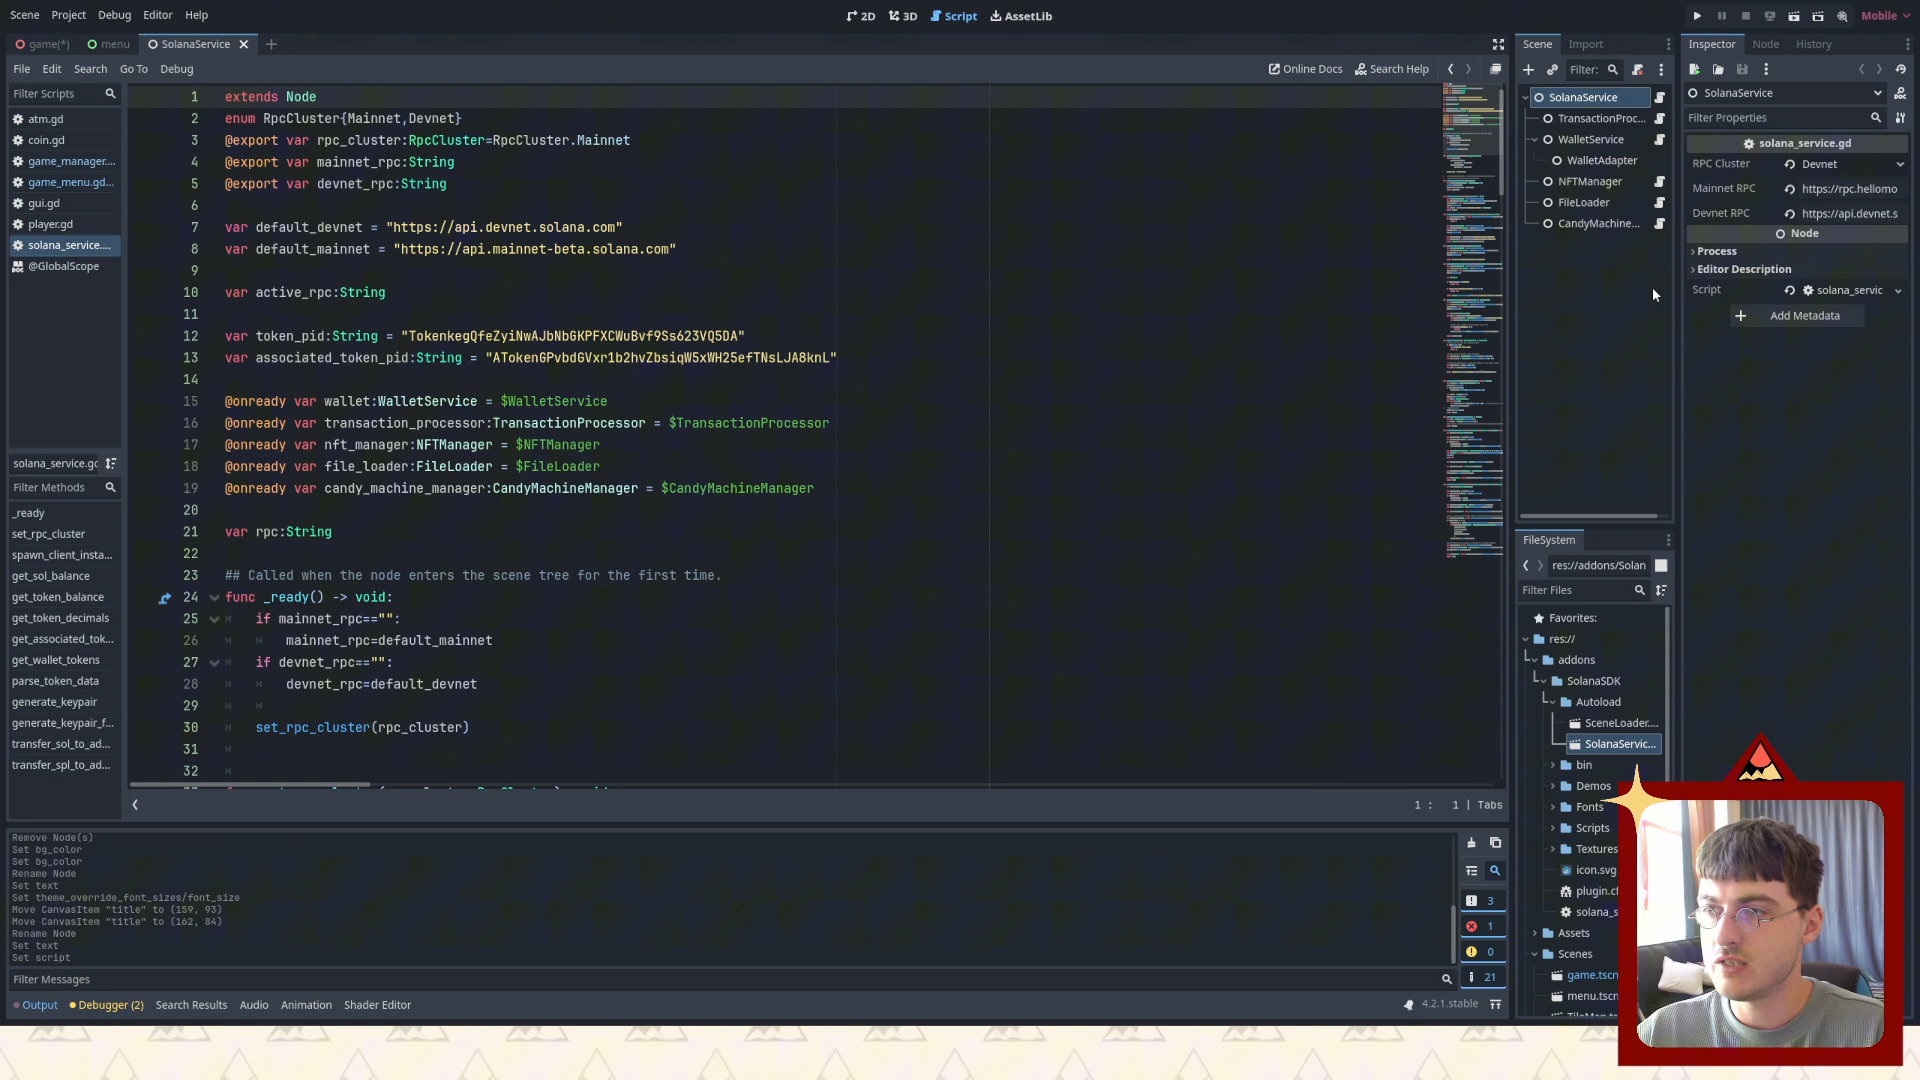 Scene Project Debug Editor Help
2D 3D Script AssetLib
Mobile
game(*) menu SolanaService
File Edit Search Go To Debug
Online Docs Search Help
Filter Scripts
atm.gd
coin.gd
game_manager....
game_menu.gd...
gui.gd
player.gd
solana_service....
@GlobalScope
solana_service.gc
Filter Methods
_ready
set_rpc_cluster
spawn_client_insta...
get_sol_balance
get_token_balance
get_token_decimals
get_associated_tok...
get_wallet_tokens
parse_token_data
generate_keypair
generate_keypair_f...
transfer_sol_to_ad...
transfer_spl_to_ad...
1 extends Node
2 enum RpcCluster{Mainnet,Devnet}
3 @export var rpc_cluster:RpcCluster=RpcCluster.Mainnet
4 @export var mainnet_rpc:String
5 @export var devnet_rpc:String
6
7 var default_devnet = "https://api.devnet.solana.com"
8 var default_mainnet = "https://api.mainnet-beta.solana.com"
9
10 var active_rpc:String
11
12 var token_pid:String = "TokenkegQfeZyiNwAJbNbGKPFXCWuBvf9Ss623VQ5DA"
13 var associated_token_pid:String = "ATokenGPvbdGVxr1b2hvZbsiqW5xWH25efTNsLJA8knL"
14
15 @onready var wallet:WalletService = $WalletService
16 @onready var transaction_processor:TransactionProcessor = $TransactionProcessor
17 @onready var nft_manager:NFTManager = $NFTManager
18 @onready var file_loader:FileLoader = $FileLoader
19 @onready var candy_machine_manager:CandyMachineManager = $CandyMachineManager
20
21 var rpc:String
22
23 ## Called when the node enters the scene tree for the first time.
24 func _ready() -> void:
25 if mainnet_rpc=="":
26 mainnet_rpc=default_mainnet
27 if devnet_rpc=="":
28 devnet_rpc=default_devnet
29
30 set_rpc_cluster(rpc_cluster)
31
32
1 : 1 | Tabs
Remove Node(s)
Set bg_color
Set bg_color
Rename Node
Set text
Set theme_override_font_sizes/font_size
Move CanvasItem "title" to (159, 93)
Move CanvasItem "title" to (162, 84)
Rename Node
Set text
Set script
Filter Messages
3
1
0
21
Output Debugger (2) Search Results Audio Animation Shader Editor
4.2.1.stable
Scene Import
Filter:
SolanaService
TransactionProc...
WalletService
WalletAdapter
NFTManager
FileLoader
CandyMachine...
FileSystem
res://addons/Solan
Filter Files
Favorites:
res://
addons
SolanaSDK
Autoload
SceneLoader....
SolanaServic...
bin
Demos
Fonts
Scripts
Textures
icon.svg
plugin.cf
solana_s
Assets
Scenes
game.tscn
menu.tscn
Inspector Node History
SolanaService
Filter Properties
solana_service.gd
RPC Cluster Devnet
Mainnet RPC https://rpc.hellomo
Devnet RPC https://api.devnet.s
Node
Process
Editor Description
Script solana_servic
Add Metadata